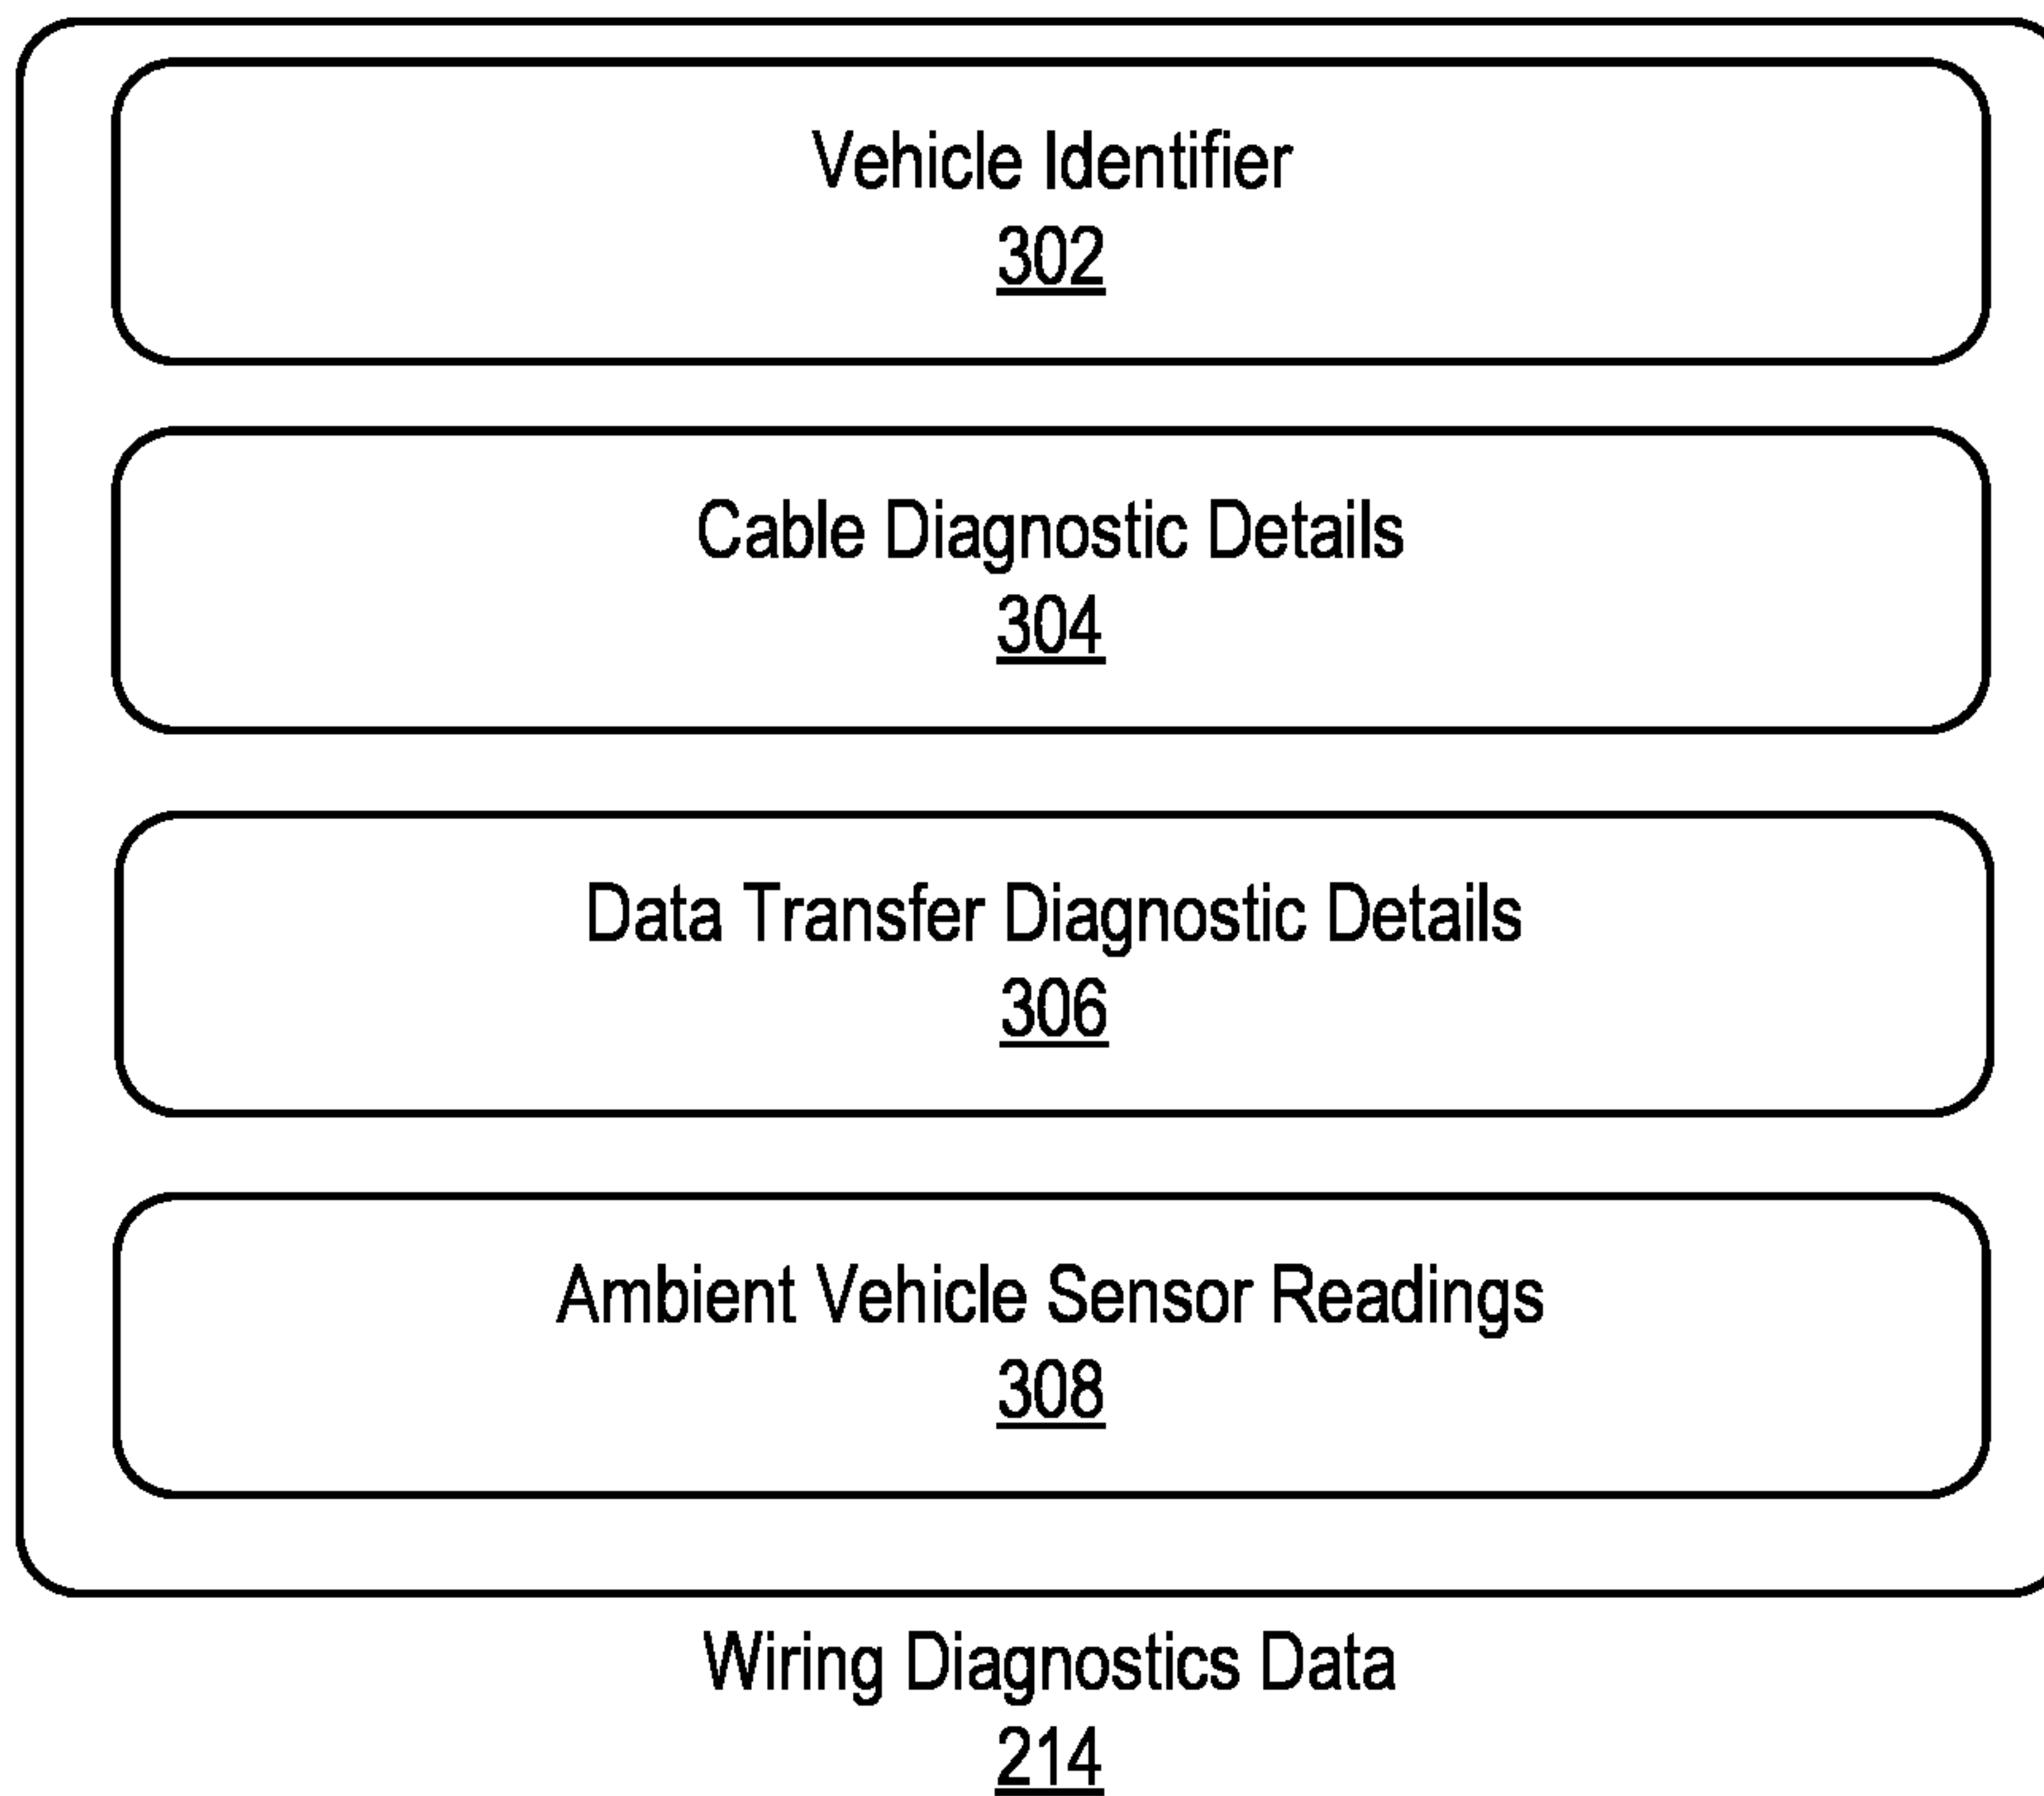 Vehicle Identifier
302
Cable Diagnostic Details
304
Data Transfer Diagnostic Details
306
Ambient Vehicle Sensor Readings
308
Wiring Diagnostics Data
214